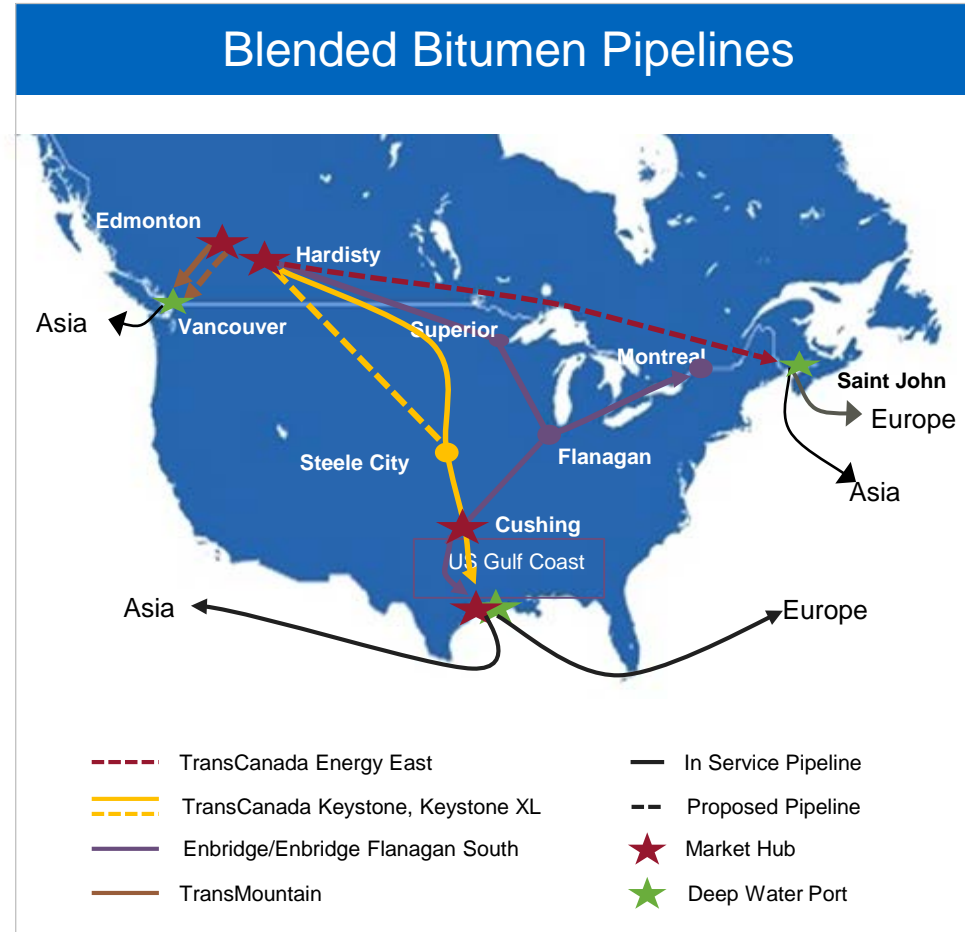 Blended Bitumen Pipelines
Edmonton
Hardisty
Asia
Vancouver
Superior
Montreal
Saint John
Europe
Steele City
Flanagan
Asia
Cushing
US Gulf Coast
Asia
Europe
TransCanada Energy East
In Service Pipeline
TransCanada Keystone, Keystone XL
Proposed Pipeline
Enbridge/Enbridge Flanagan South
Market Hub
TransMountain
Deep Water Port